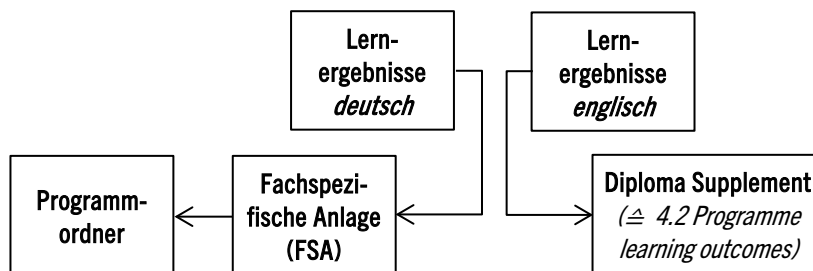 Lern-
ergebnisse
deutsch
Lern-
ergebnisse
englisch
Programm-
ordner
Fachspezi-
fische Anlage
(FSA)
Diploma Supplement
(≙ 4.2 Programme
learning outcomes)